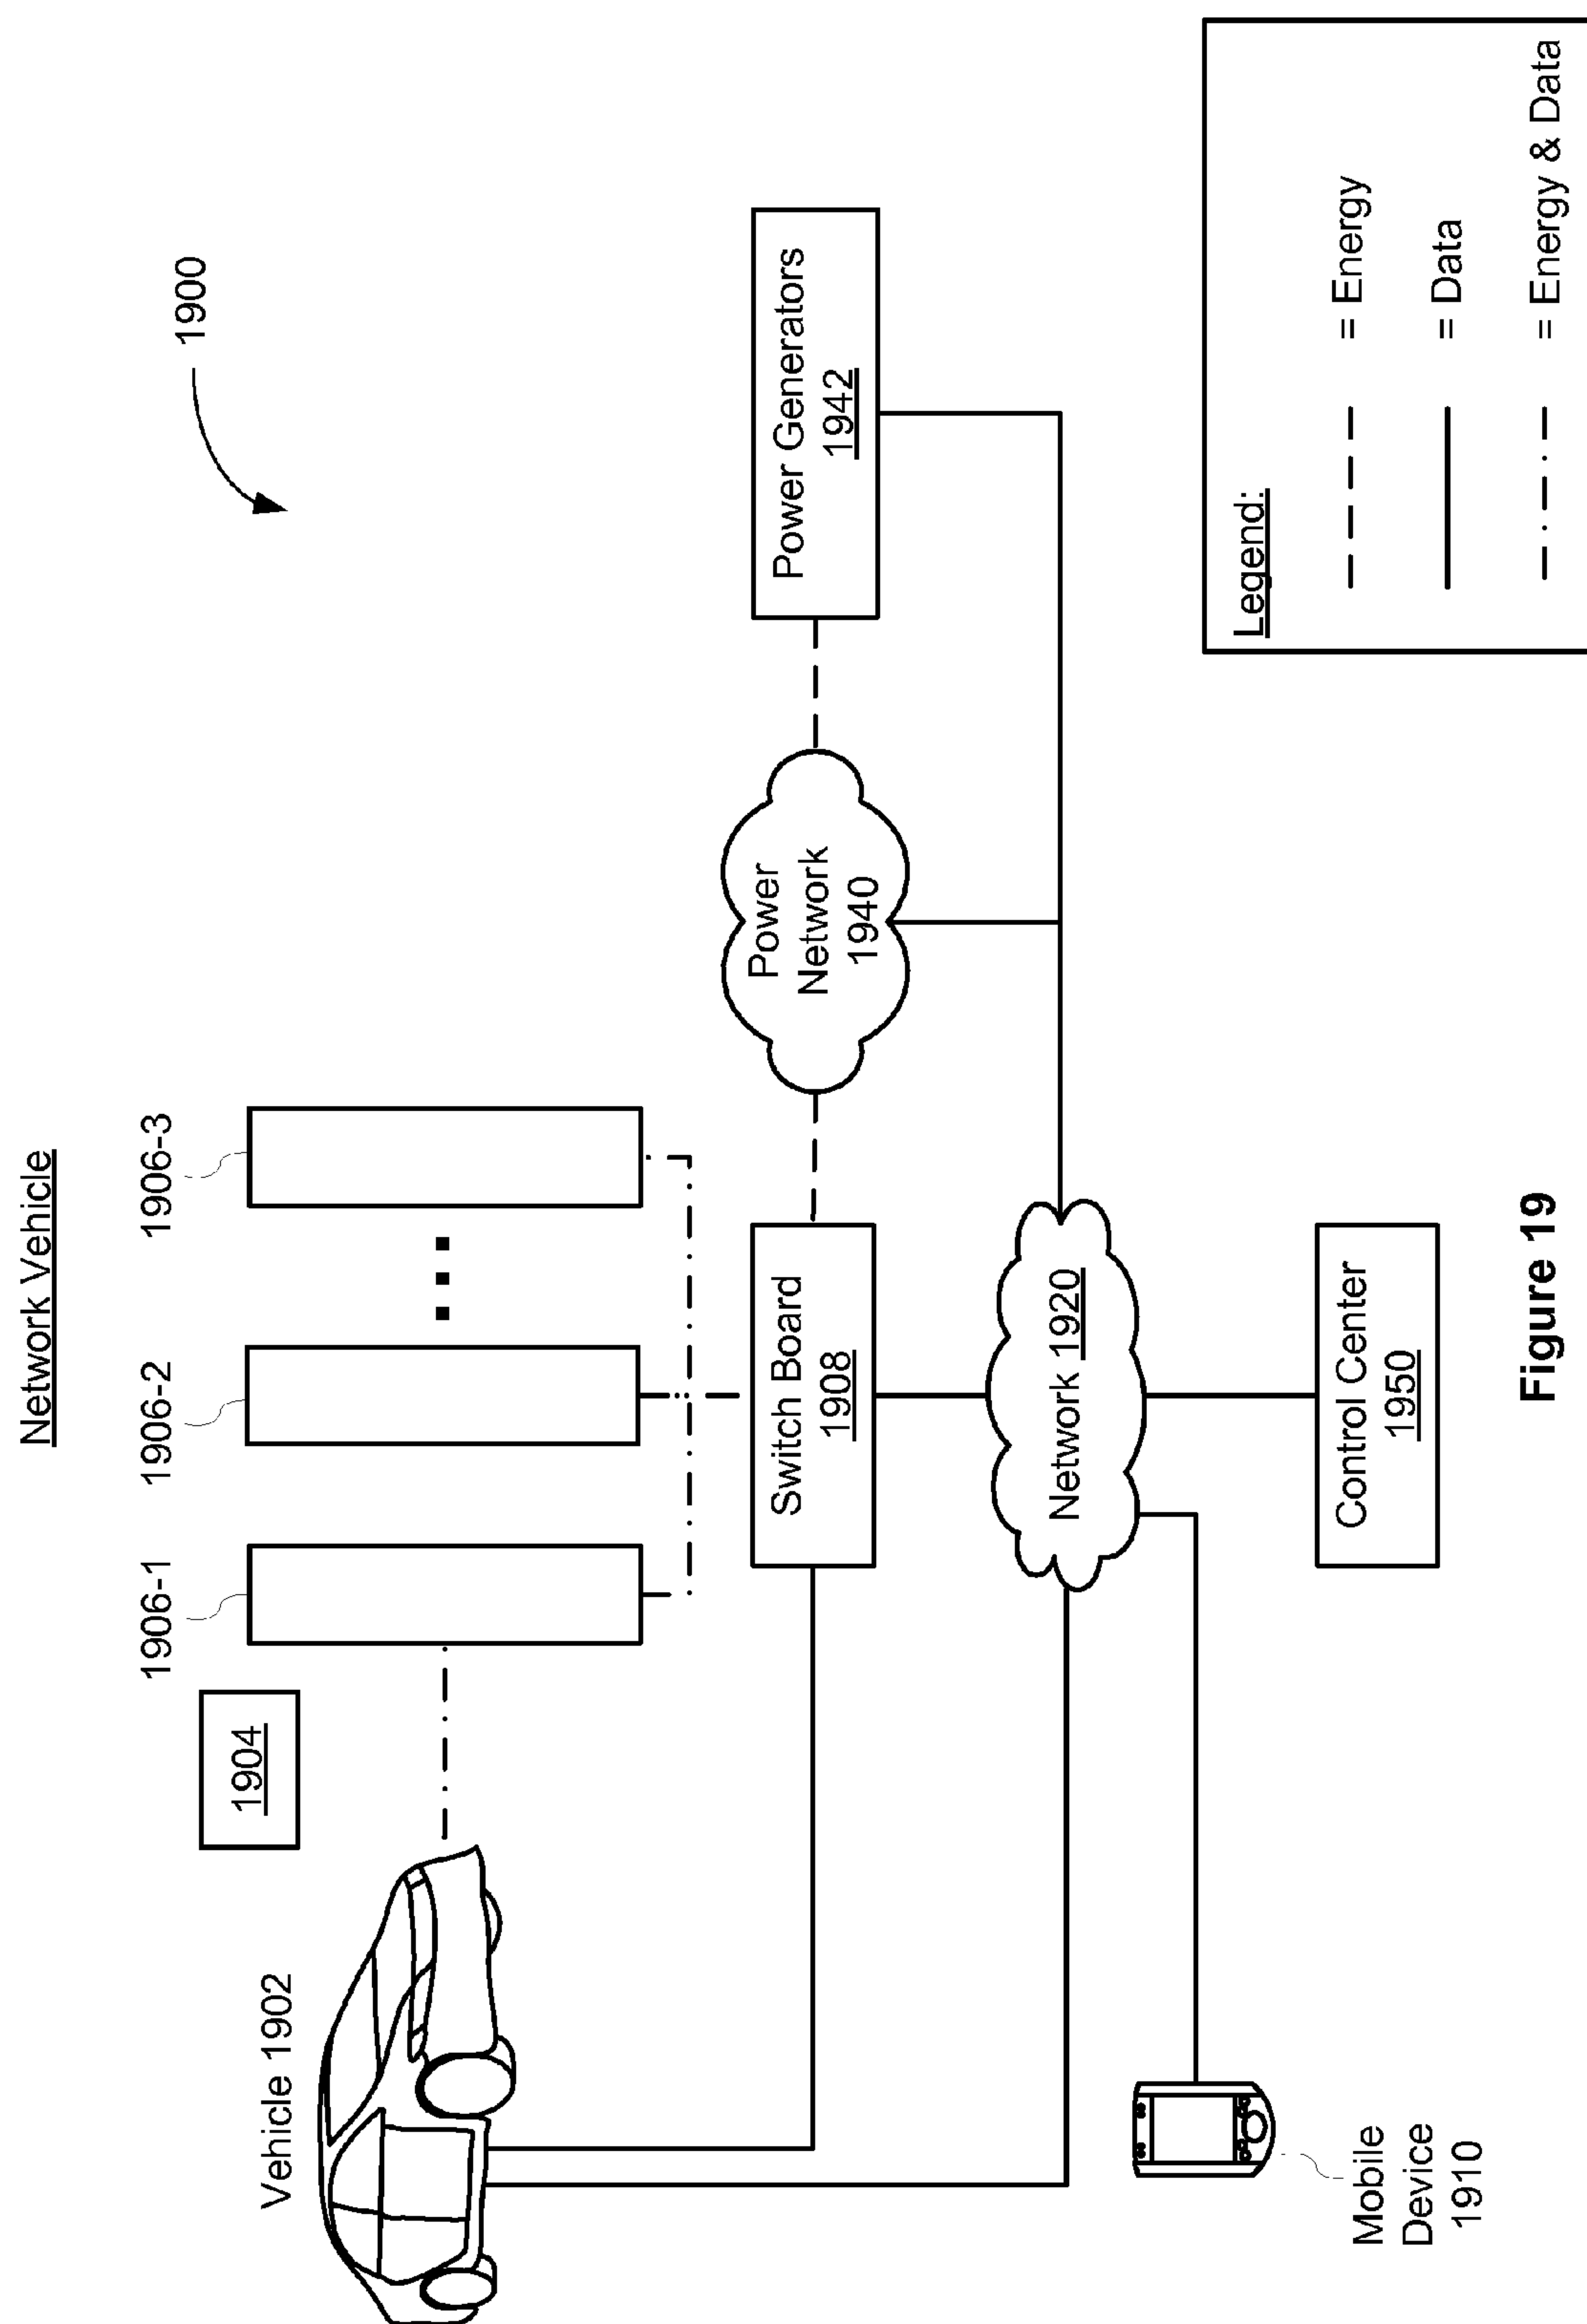 Network Vehicle
1900
1906-1
1906-2
1906-3
1904
Vehicle 1902
Switch Board
1908
Power
Network
1940
Power Generators
1942
Network 1920
Mobile
Device
1910
Control Center
1950
Legend:
= Energy
= Data
= Energy & Data
Figure 19